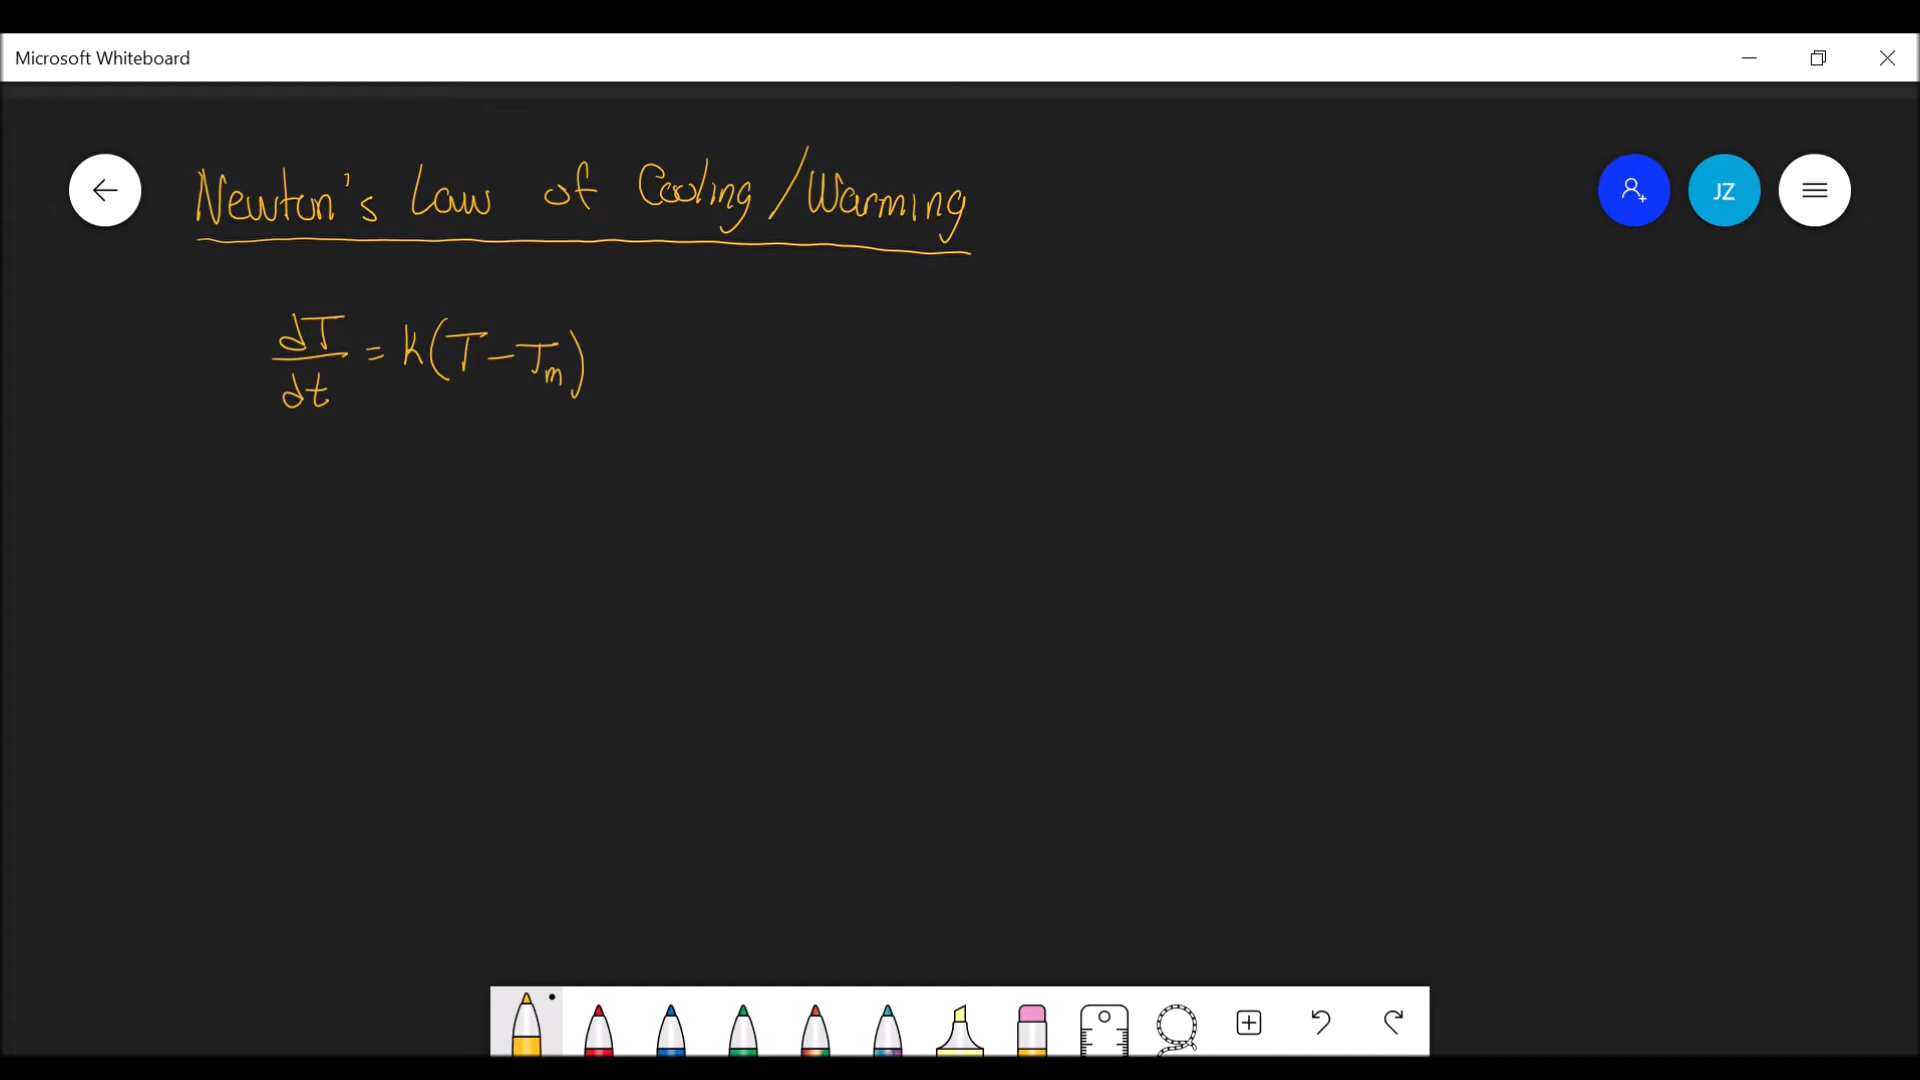 Microsoft Whiteboard
Newton's Law of Cooling/Warming
JZ
dT/dt = k(T-Tm)